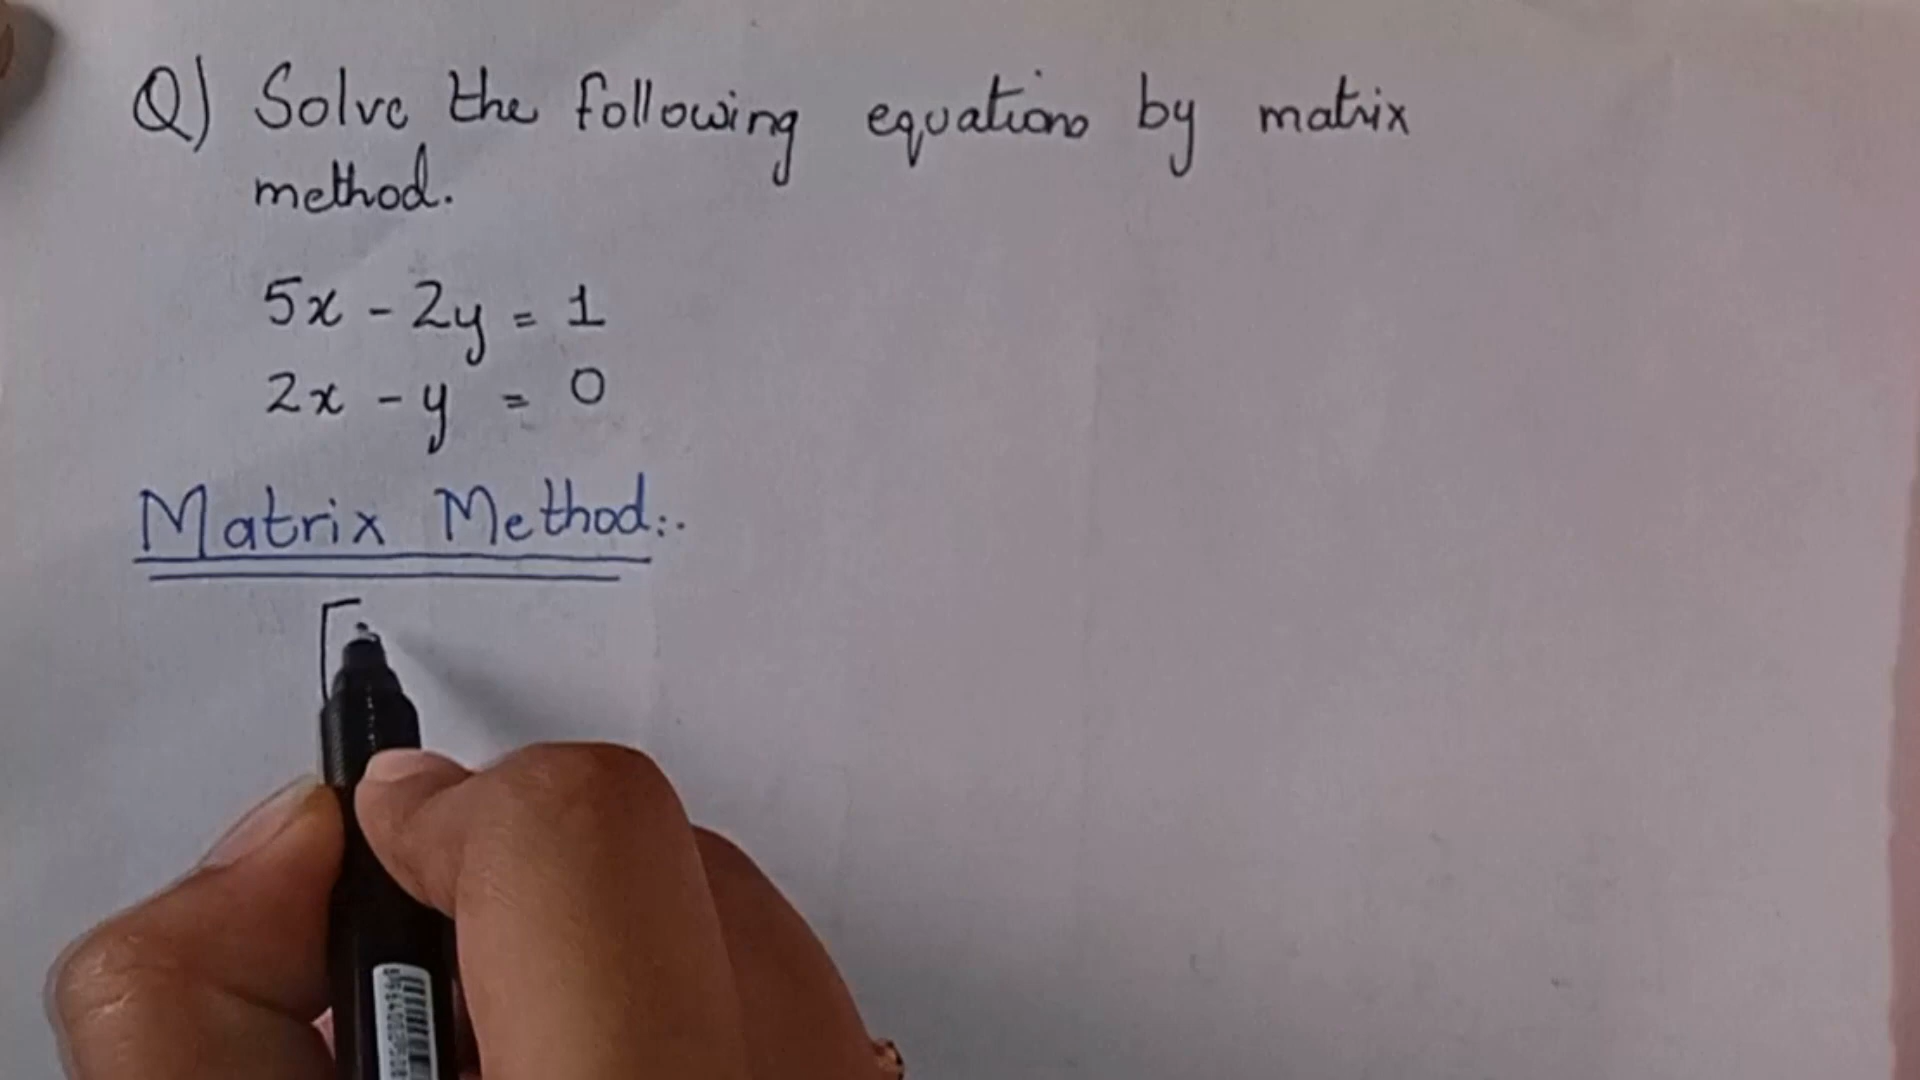 Q) Solve the following equations by matrix
method.
5x - 2y = 1
2x - y = 0
Matrix Method:.